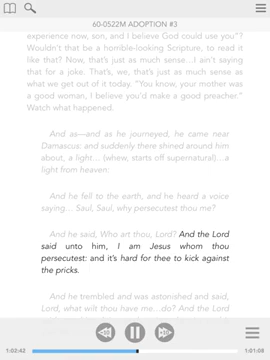 60-0522M ADOPTION #3
experience now, son, and I believe God could use you”?
Wouldn't that be a horrible-looking Scripture, to read it
like that? Now, that's just as much sense…I ain't saying
that for a joke. That's, we, that's just as much sense as
what we get out of it today. “You know, your mother was
a good woman, I believe you'd make a good preacher.”
Watch what happened.
And as—and as he journeyed, he came near
Damascus: and suddenly there shined around him
about, a light… (whew, starts off supernatural)…a
light from heaven:
And he fell to the earth, and he heard a voice
saying… Saul, Saul, why persecutest thou me?
And he said, Who art thou, Lord? And the Lord
said unto him, I am Jesus whom thou
persecutest: and it's hard for thee to kick against
the pricks.
And he trembled and was astonished and said,
Lord, what wilt thou have me…do? And the Lord
1:02:42
1:01:08